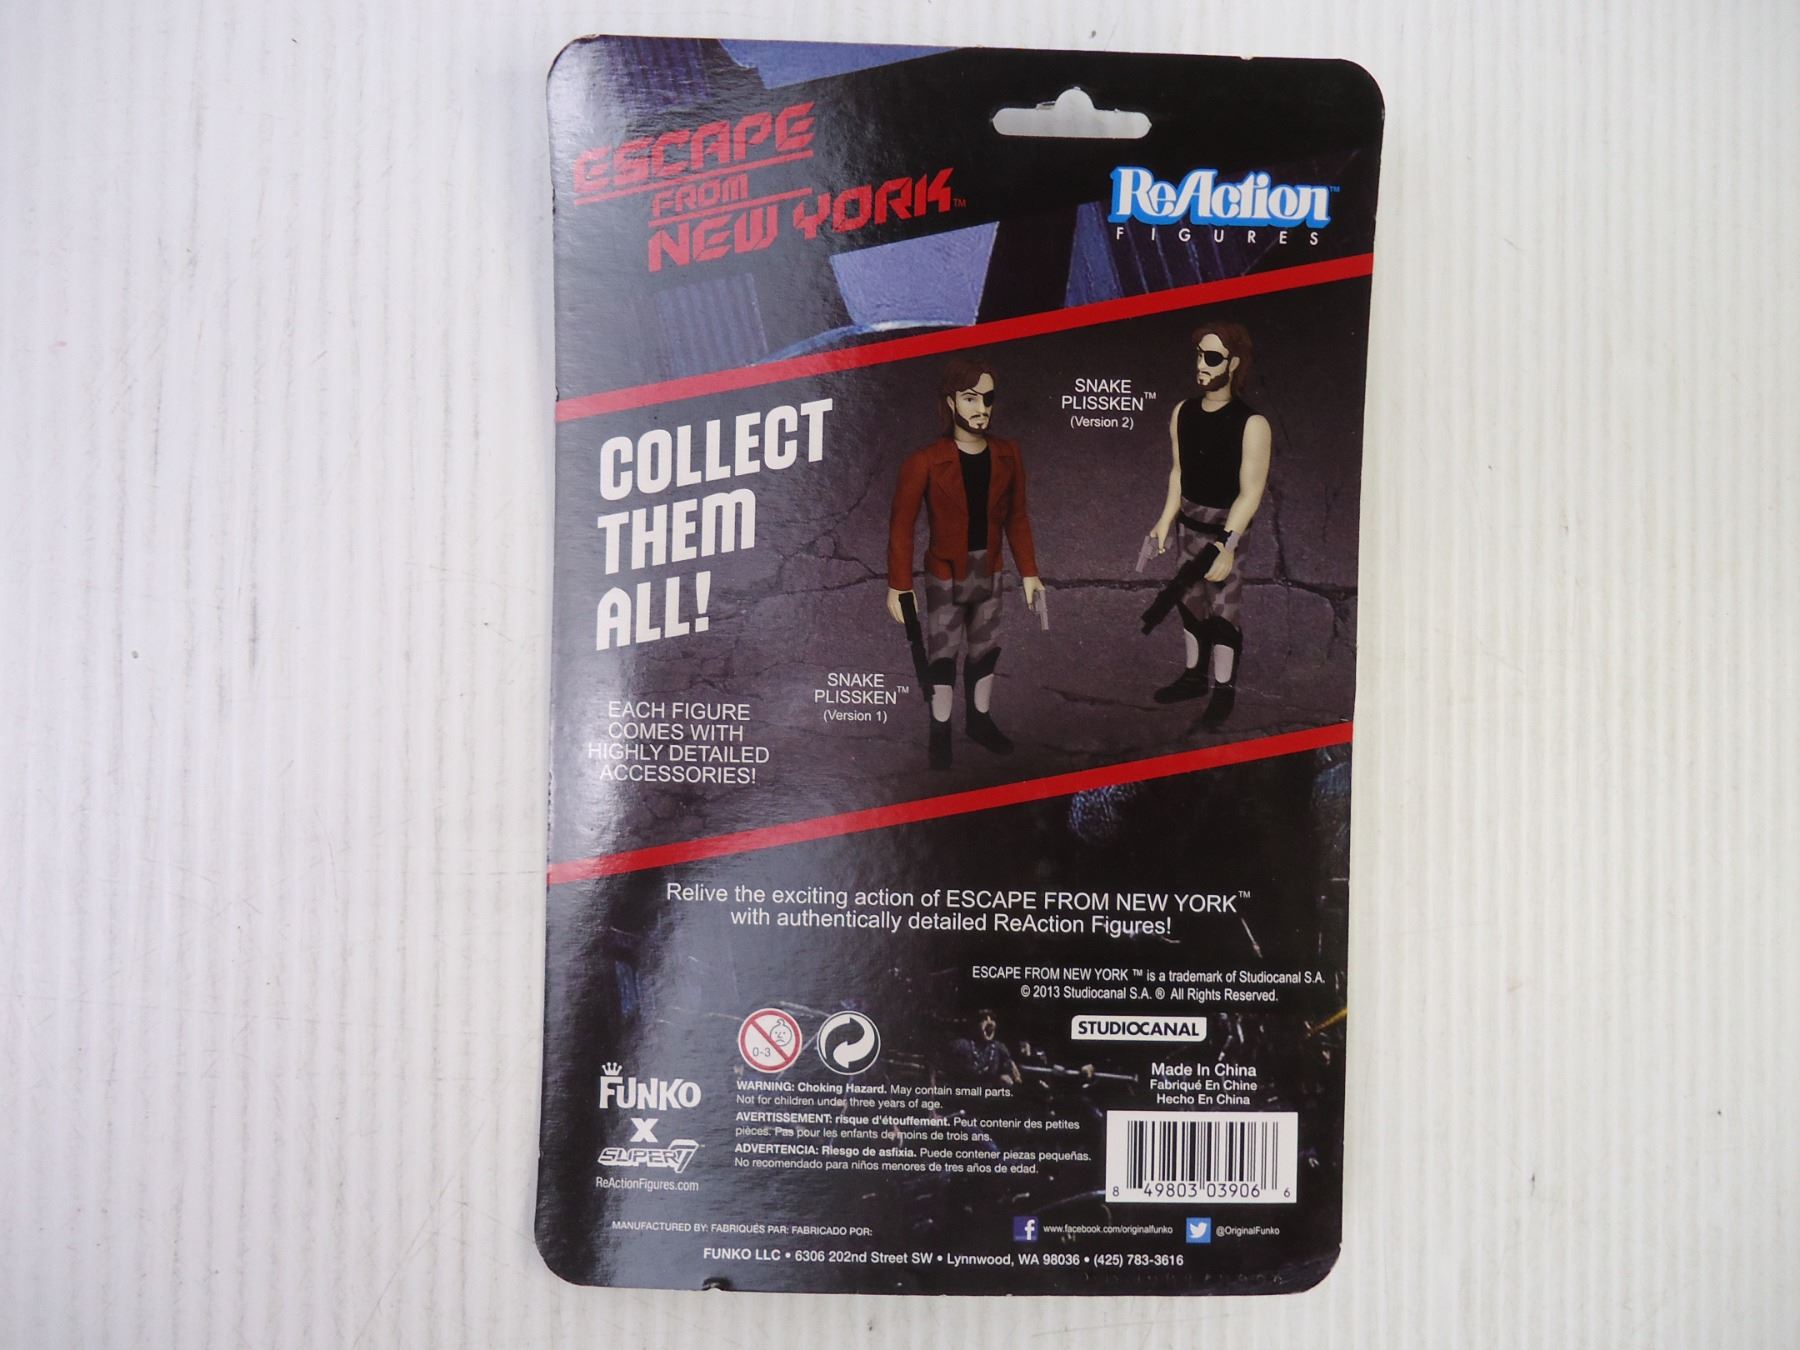 ESCAPE
FROM
NEW YORK™
ReAction™
FIGURES
COLLECT
THEM
ALL!
SNAKE
PLISSKEN™
(Version 2)
SNAKE
PLISSKEN™
(Version 1)
EACH FIGURE
COMES WITH
HIGHLY DETAILED
ACCESSORIES!
Relive the exciting action of ESCAPE FROM NEW YORK™
with authentically detailed ReAction Figures!
ESCAPE FROM NEW YORK ™ is a trademark of Studiocanal S.A.
© 2013 Studiocanal S.A. ® All Rights Reserved.
STUDIOCANAL
0-3
FUNKO
X
SUPER7™
ReActionFigures.com
WARNING: Choking Hazard. May contain small parts.
Not for children under three years of age.
AVERTISSEMENT: risque d'étouffement. Peut contenir des petites
pièces. Pas pour les enfants de moins de trois ans.
ADVERTENCIA: Riesgo de asfixia. Puede contener piezas pequeñas.
No recomendado para niños menores de tres años de edad.
Made In China
Fabriqué En Chine
Hecho En China
8 49803 03906 6
MANUFACTURED BY: FABRIQUÉS PAR: FABRICADO POR:
www.facebook.com/originalfunko
@OriginalFunko
FUNKO LLC • 6306 202nd Street SW • Lynnwood, WA 98036 • (425) 783-3616